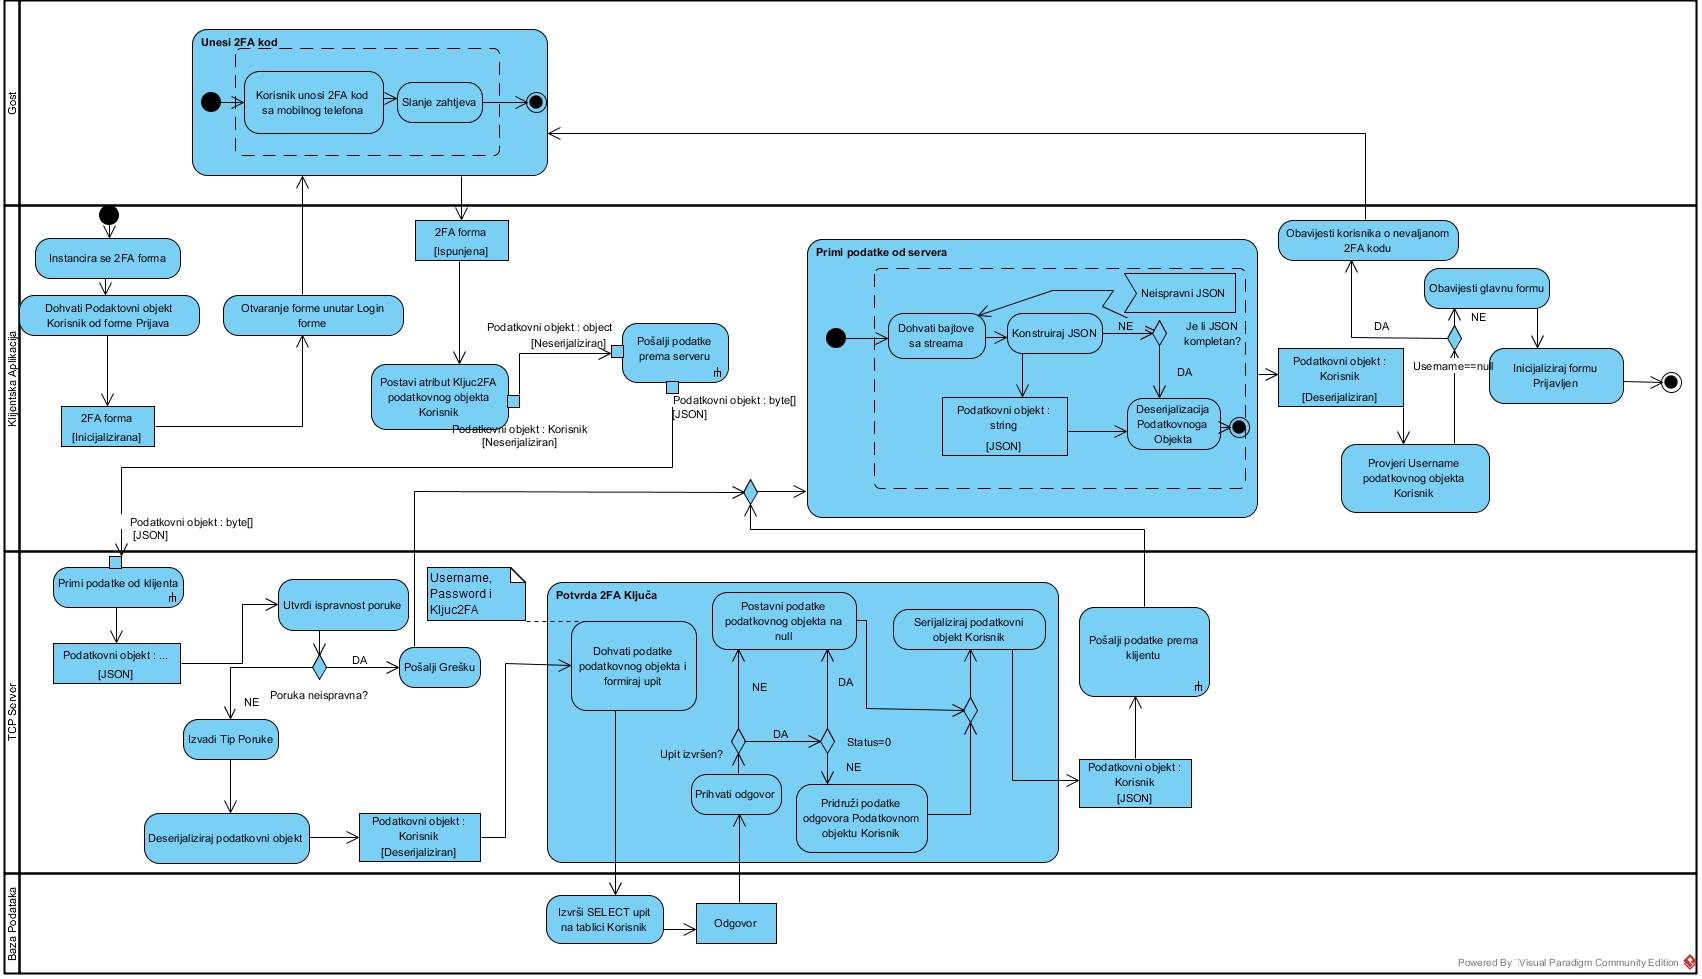 Gost
Unesi 2FA kod
Korisnik unosi 2FA kod
sa mobilnog telefona
Slanje zahtjeva
Klijentska Aplikacija
Instancira se 2FA forma
Dohvati Podaktovni objekt
Korisnik od forme Prijava
2FA forma
[Inicijalizirana]
Otvaranje forme unutar Login
forme
2FA forma
[Ispunjena]
Postavi atribut Kljuc2FA
podatkovnog objekta
Korisnik
Podatkovni objekt : Korisnik
[Neserijaliziran]
Podatkovni objekt : object
[Neserijaliziran]
Pošalji podatke
prema serveru
Podatkovni objekt : byte[]
[JSON]
Primi podatke od servera
Dohvati bajtove
sa streama
Konstruiraj JSON
Neispravni JSON
NE
Je li JSON
kompletan?
DA
Podatkovni objekt :
string
[JSON]
Deserijalizacija
Podatkovnoga
Objekta
Podatkovni objekt :
Korisnik
[Deserijaliziran]
Provjeri Username
podatkovnog objekta
Korisnik
Username==null
DA
NE
Obavijesti korisnika o nevaljanom
2FA kodu
Obavijesti glavnu formu
Inicijaliziraj formu
Prijavljen
TCP Server
Podatkovni objekt : byte[]
[JSON]
Primi podatke od klijenta
Podatkovni objekt : ...
[JSON]
Utvrdi ispravnost poruke
DA
Poruka neispravna?
NE
Pošalji Grešku
Izvadi Tip Poruke
Deserijaliziraj podatkovni objekt
Podatkovni objekt :
Korisnik
[Deserijaliziran]
Username,
Password i
Kljuc2FA
Potvrda 2FA Ključa
Dohvati podatke
podatkovnog objekta i
formiraj upit
Postavni podatke
podatkovnog objekta na
null
Serijaliziraj podatkovni
objekt Korisnik
NE
DA
Upit izvršen?
DA
Status=0
NE
Prihvati odgovor
Pridruži podatke
odgovora Podatkovnom
objektu Korisnik
Pošalji podatke prema
klijentu
Podatkovni objekt :
Korisnik
[JSON]
Baza Podataka
Izvrši SELECT upit
na tablici Korisnik
Odgovor
Powered By Visual Paradigm Community Edition